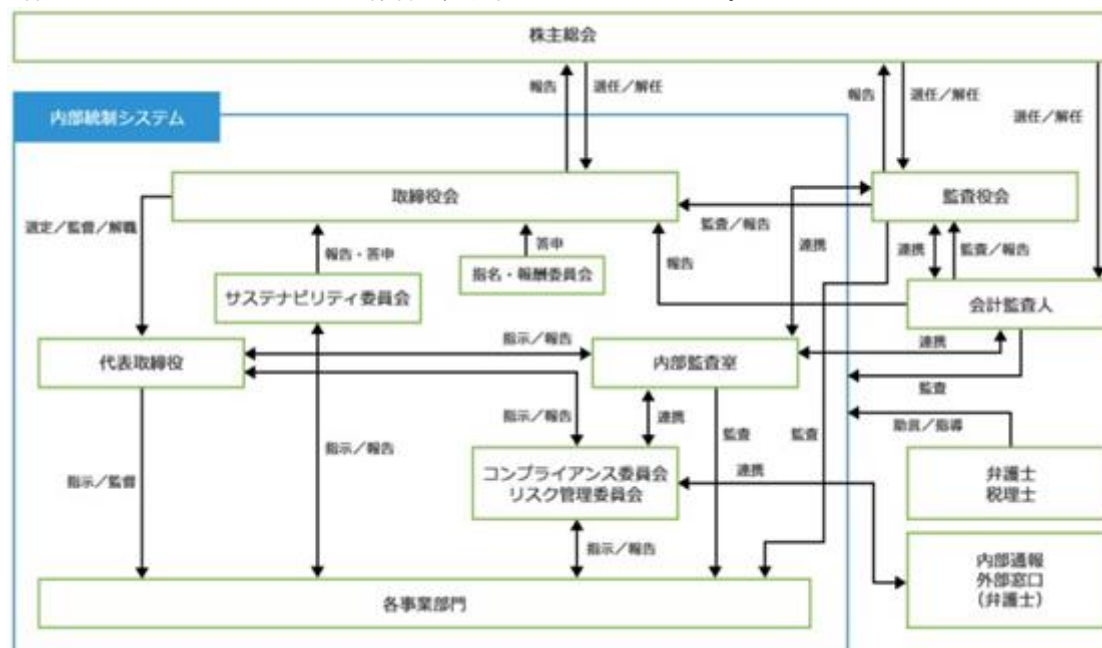 株主総会
報告
選任／解任
報告
選任／解任
選任／解任
内部統制システム
取締役会
監査役会
選定／監督／解職
監査／報告
連携
連携
監査／報告
報告・答申
答申
報告
指名・報酬委員会
サステナビリティ委員会
会計監査人
代表取締役
指示／報告
内部監査室
連携
監査
指示／報告
連携
監査
監査
助言／指導
指示／報告
指示／監督
コンプライアンス委員会
リスク管理委員会
連携
弁護士
税理士
指示／報告
内部通報
外部窓口
（弁護士）
各事業部門